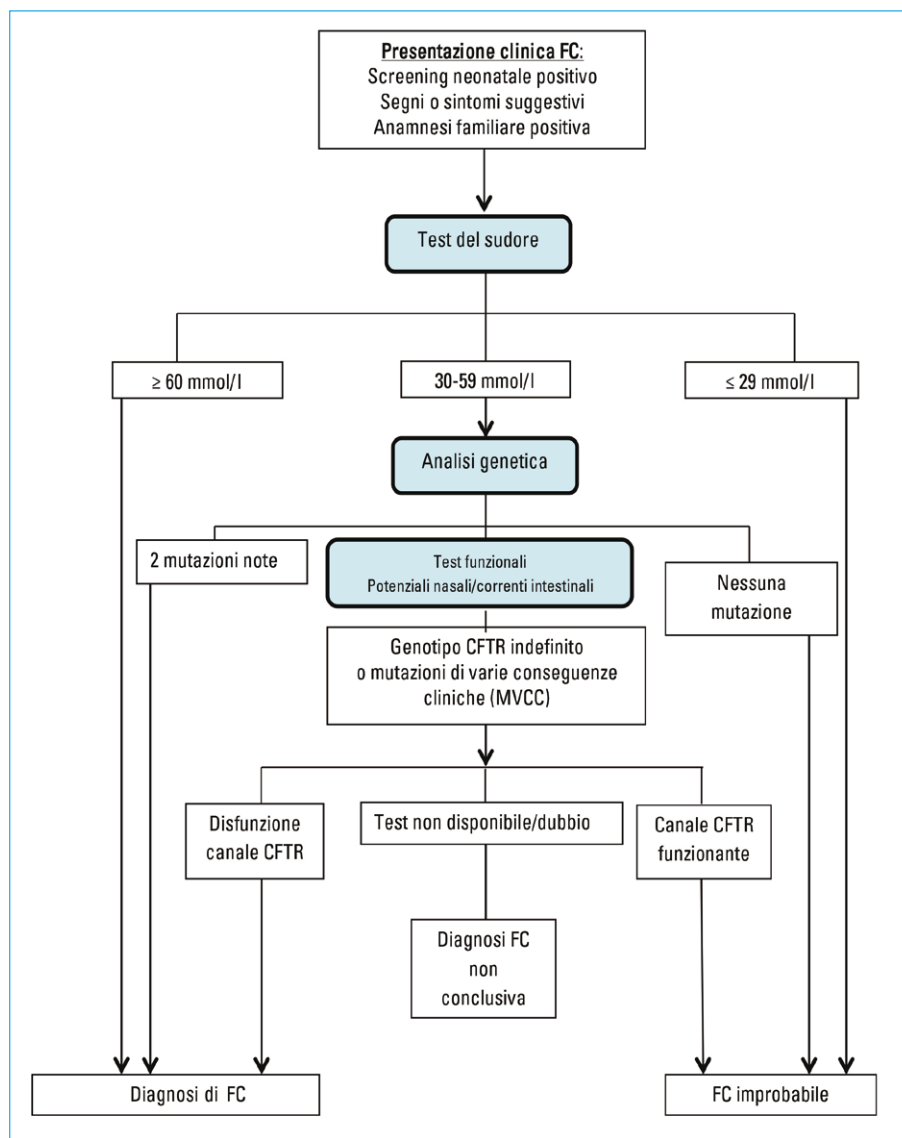 Presentazione clinica FC:
Screening neonatale positivo
Segni o sintomi suggestivi
Anamnesi familiare positiva
Test del sudore
≥ 60 mmol/l
30-59 mmol/l
≤ 29 mmol/l
Analisi genetica
2 mutazioni note
Test funzionali
Potenziali nasali/correnti intestinali
Nessuna
mutazione
Genotipo CFTR indefinito
o mutazioni di varie conseguenze
cliniche (MVCC)
Disfunzione
canale CFTR
Test non disponibile/dubbio
Canale CFTR
funzionante
Diagnosi FC
non
conclusiva
Diagnosi di FC
FC improbabile